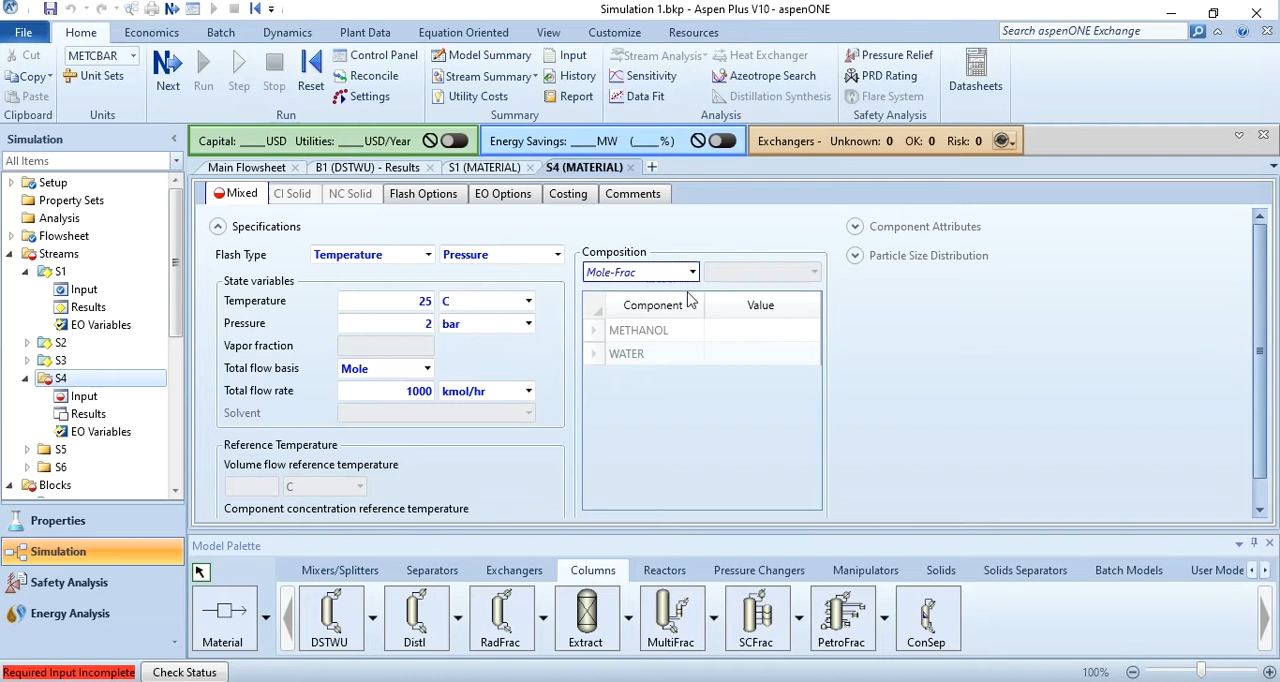 Simulation 1.bkp - Aspen Plus V10 - aspenONE
File Home Economics Batch Dynamics Plant Data Equation Oriented View Customize Resources Search aspenONE Exchange
Cut METCBAR Control Panel Model Summary Input Stream Analysis Heat Exchanger Pressure Relief
Copy Unit Sets Next Run Step Stop Reset Reconcile Stream Summary History Sensitivity Azeotrope Search PRD Rating Datasheets
Paste Settings Utility Costs Report Data Fit Distillation Synthesis Flare System
Clipboard Units Run Summary Analysis Safety Analysis
Simulation Capital: ____USD Utilities: ____USD/Year Energy Savings: ____MW (____%) Exchangers - Unknown: 0 OK: 0 Risk: 0
All Items Main Flowsheet B1 (DSTWU) - Results S1 (MATERIAL) S4 (MATERIAL)
Setup
Property Sets
Analysis
Flowsheet
Streams
S1
Input
Results
EO Variables
S2
S3
S4
Input
Results
EO Variables
S5
S6
Blocks
Properties
Simulation
Safety Analysis
Energy Analysis
Mixed CI Solid NC Solid Flash Options EO Options Costing Comments
Specifications
Flash Type Temperature Pressure
State variables
Temperature 25 C
Pressure 2 bar
Vapor fraction
Total flow basis Mole
Total flow rate 1000 kmol/hr
Solvent
Reference Temperature
Volume flow reference temperature
C
Component concentration reference temperature
Composition
Mole-Frac
Component Value
METHANOL
WATER
Component Attributes
Particle Size Distribution
Model Palette
Mixers/Splitters Separators Exchangers Columns Reactors Pressure Changers Manipulators Solids Solids Separators Batch Models User Mode
Material DSTWU Distl RadFrac Extract MultiFrac SCFrac PetroFrac ConSep
Required Input Incomplete Check Status 100%